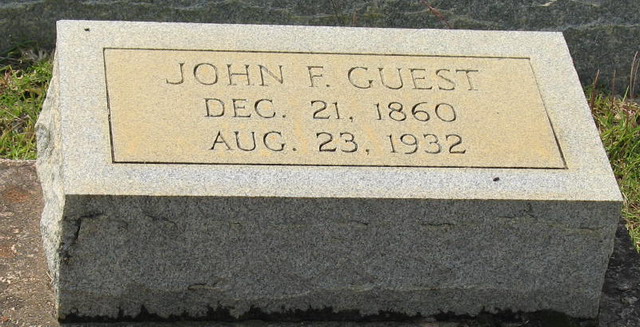 JOHN F. GUEST
DEC. 21, 1860
AUG. 23, 1932